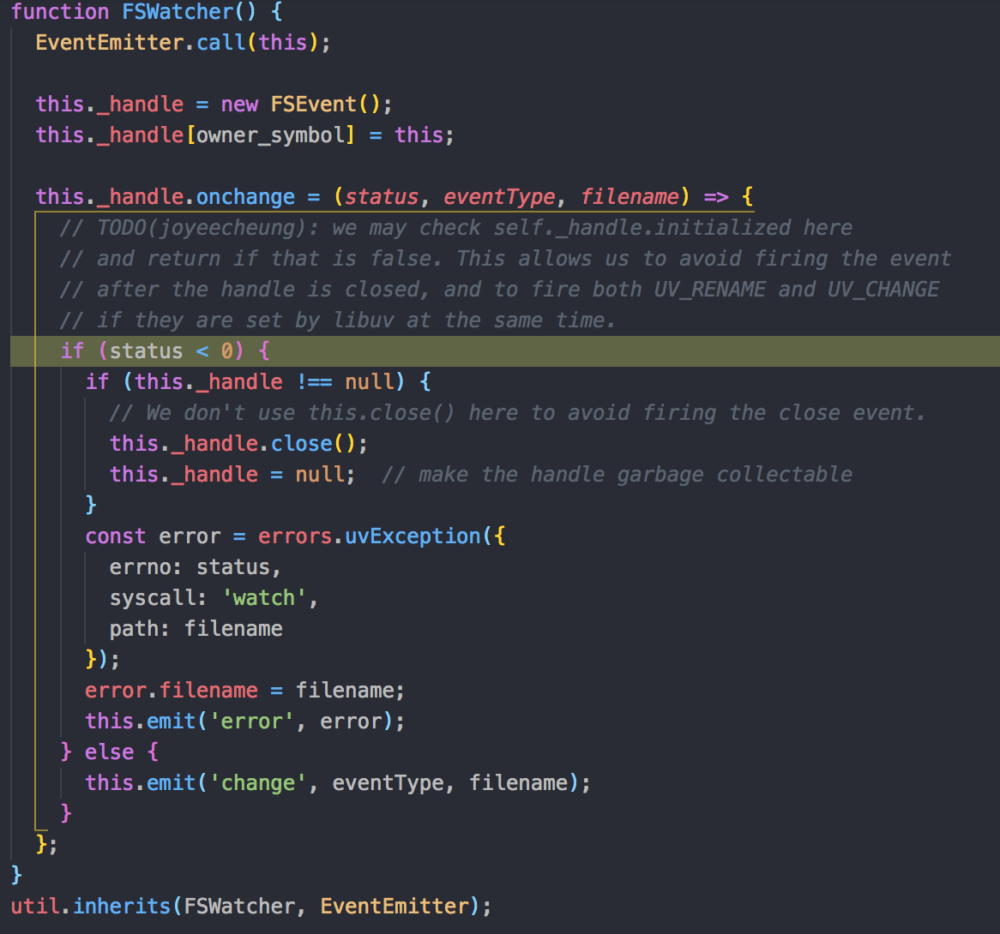 function FSWatcher() {
  EventEmitter.call(this);

  this._handle = new FSEvent();
  this._handle[owner_symbol] = this;

  this._handle.onchange = (status, eventType, filename) => {
    // TODO(joyeecheung): we may check self._handle.initialized here
    // and return if that is false. This allows us to avoid firing the event
    // after the handle is closed, and to fire both UV_RENAME and UV_CHANGE
    // if they are set by libuv at the same time.
    if (status < 0) {
      if (this._handle !== null) {
        // We don't use this.close() here to avoid firing the close event.
        this._handle.close();
        this._handle = null;  // make the handle garbage collectable
      }
      const error = errors.uvException({
        errno: status,
        syscall: 'watch',
        path: filename
      });
      error.filename = filename;
      this.emit('error', error);
    } else {
      this.emit('change', eventType, filename);
    }
  };
}
util.inherits(FSWatcher, EventEmitter);